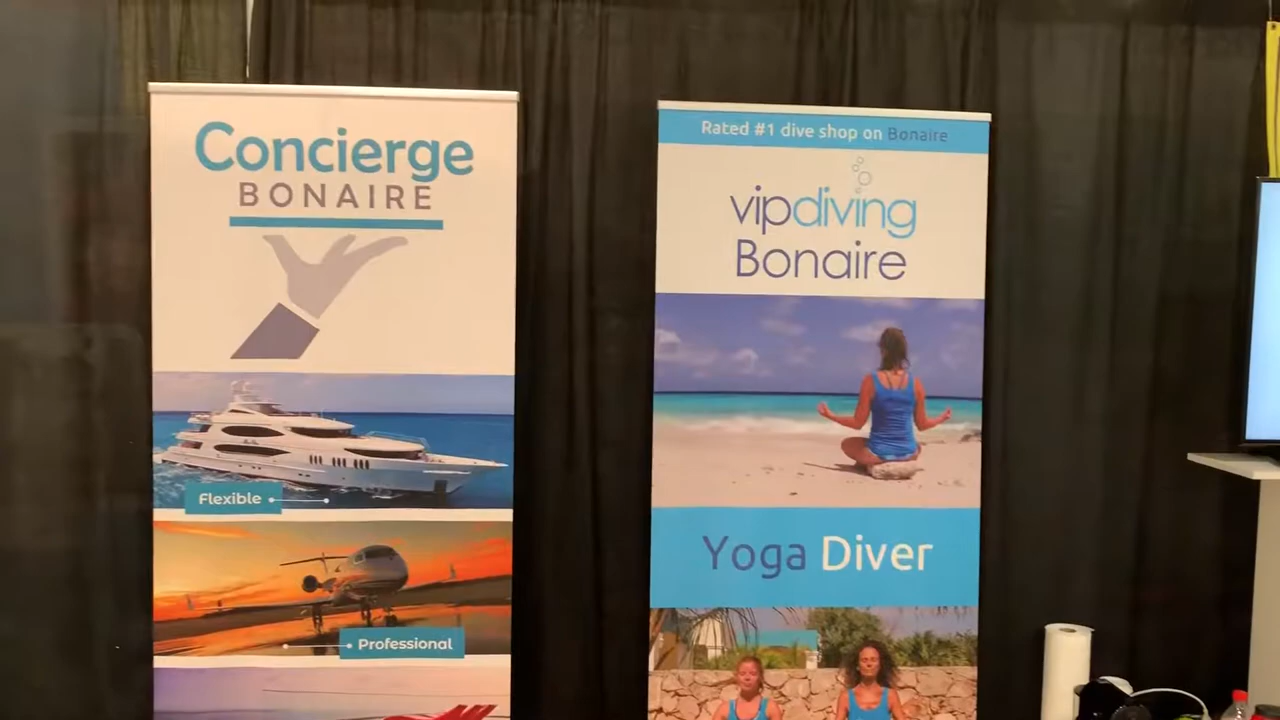 Concierge
BONAIRE
Flexible
Professional
Rated #1 dive shop on Bonaire
vipdiving
Bonaire
Yoga Diver